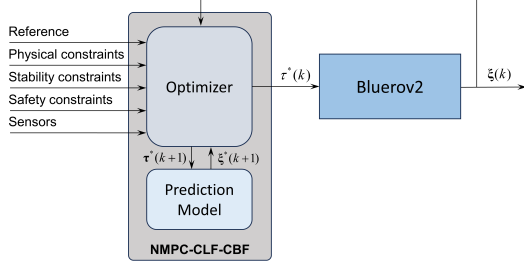 Reference
Physical constraints
Stability constraints
Safety constraints
Sensors
Optimizer
τ*(k)
Bluerov2
ξ(k)
τ*(k+1)
ξ*(k+1)
Prediction
Model
NMPC-CLF-CBF